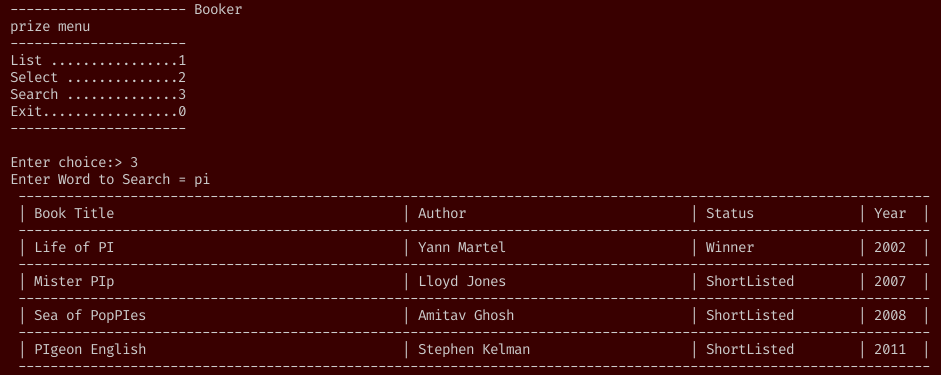 ---------------------- Booker
prize menu
----------------------
List ................1
Select ..............2
Search ..............3
Exit.................0
----------------------
Enter choice:> 3
Enter Word to Search = pi
| Book Title | Author | Status | Year |
| Life of PI | Yann Martel | Winner | 2002 |
| Mister PIp | Lloyd Jones | ShortListed | 2007 |
| Sea of PopPIes | Amitav Ghosh | ShortListed | 2008 |
| PIgeon English | Stephen Kelman | ShortListed | 2011 |